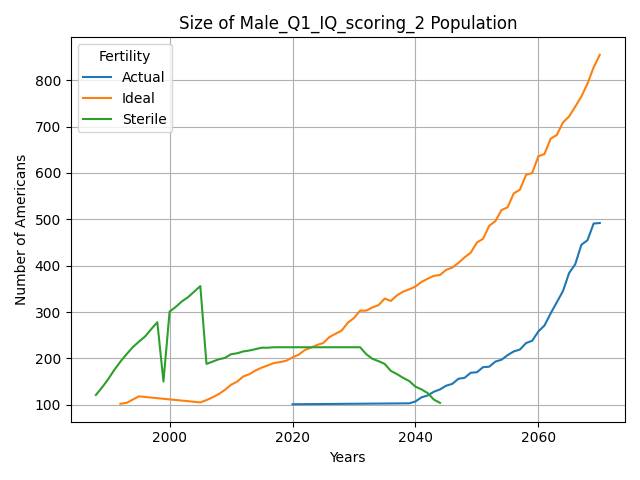 Size of Male_Q1_IQ_scoring_2 Population
Fertility
Actual
Ideal
Sterile
Number of Americans
800
700
600
500
400
300
200
100
2000
2020
2040
2060
Years